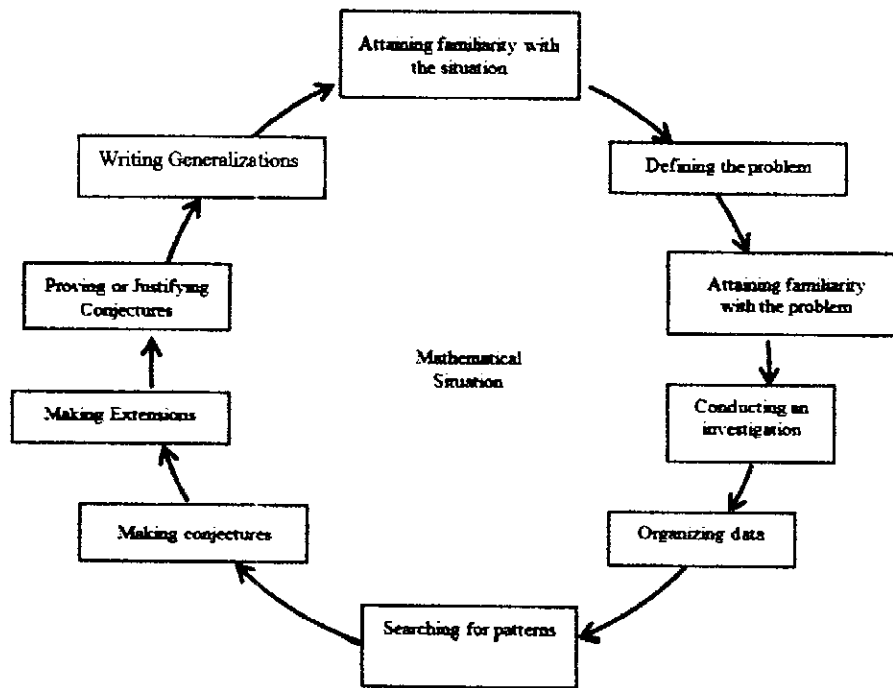 Attaining familiarity with
the situation
Defining the problem
Attaining familiarity
with the problem
Conducting an
investigation
Organizing data
Searching for patterns
Making conjectures
Making Extensions
Proving or Justifying
Conjectures
Writing Generalizations
Mathematical
Situation